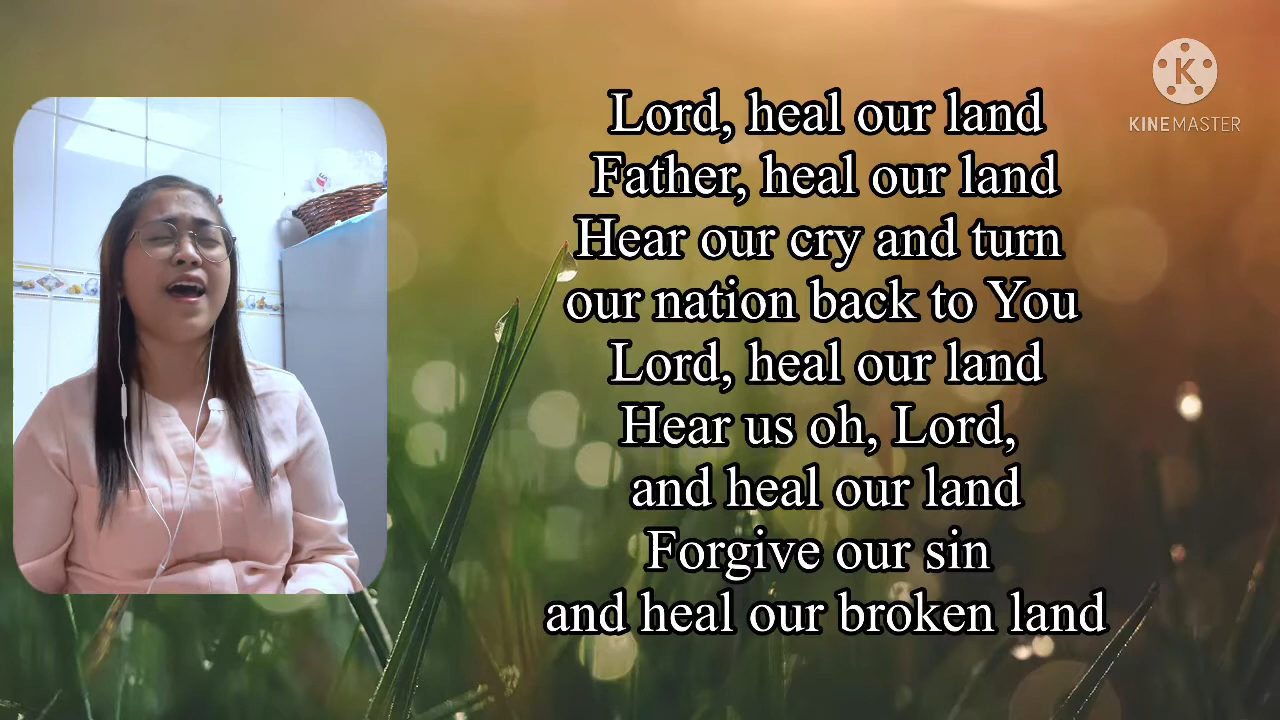 Lord, heal our land
Father, heal our land
Hear our cry and turn
our nation back to You
Lord, heal our land
Hear us oh, Lord,
and heal our land
Forgive our sin
and heal our broken land
K
KINEMASTER